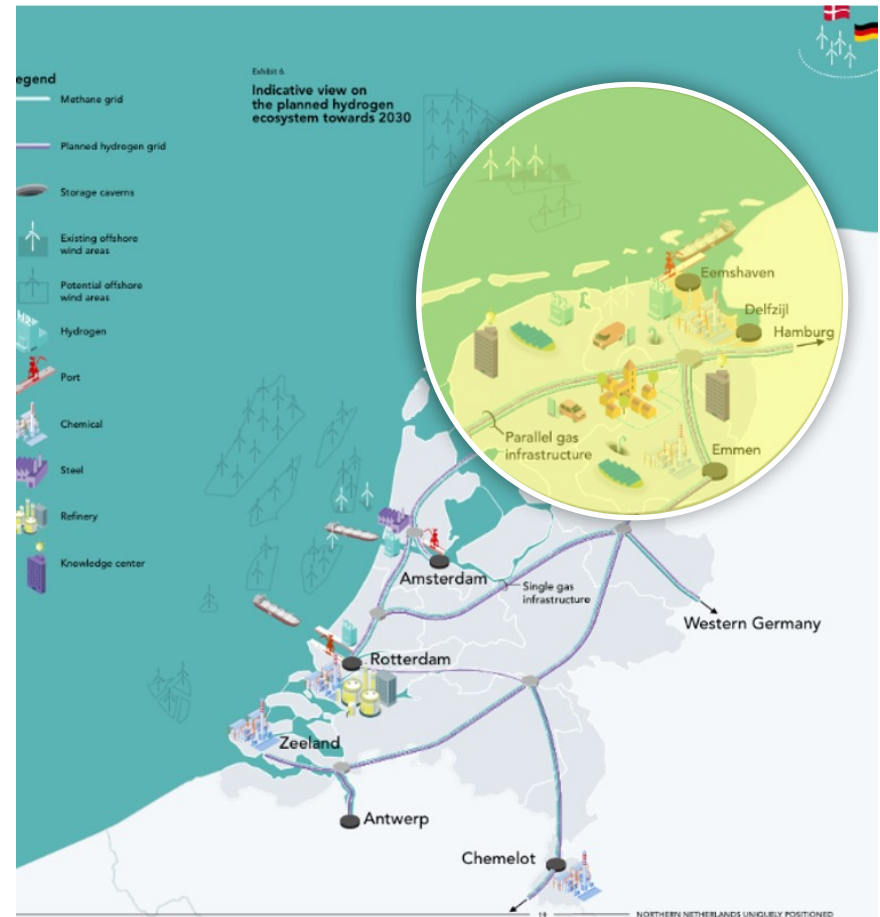 egend
Methane grid
Planned hydrogen grid
Storage caverns
Existing offshore
wind areas
Potential offshore
wind areas
Hydrogen
Port
Chemical
Steel
Refinery
Knowledge center
Exhibit 6.
Indicative view on
the planned hydrogen
ecosystem towards 2030
Eemshaven
Delfzijl
Hamburg
Parallel gas
infrastructure
Emmen
Amsterdam
Single gas
infrastructure
Western Germany
Rotterdam
Zeeland
Antwerp
Chemelot
19
NORTHERN NETHERLANDS UNIQUELY POSITIONED